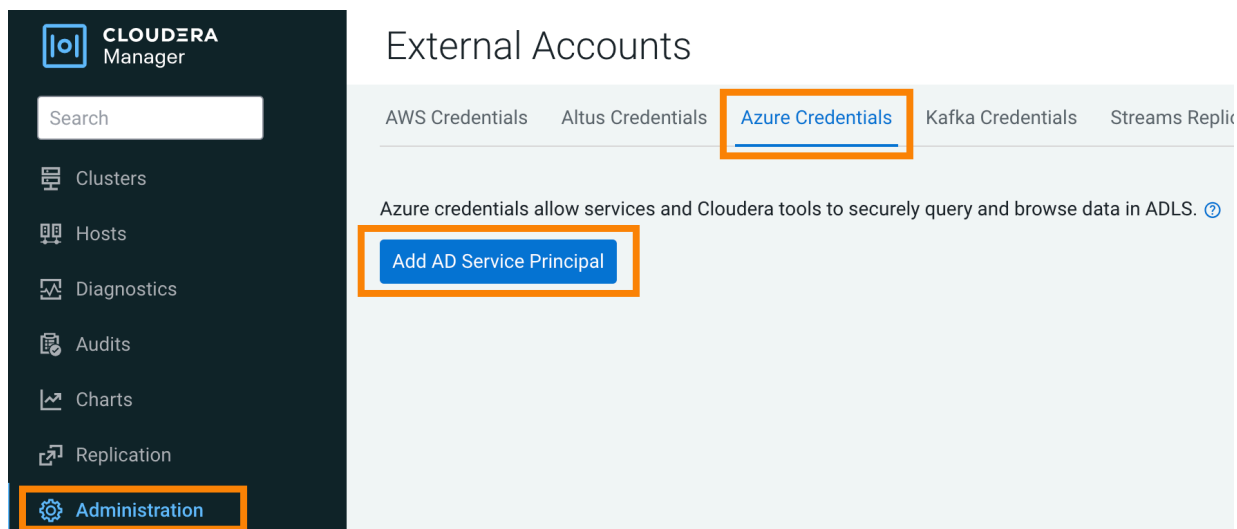 CLOUDERA
Manager
Search
Clusters
Hosts
Diagnostics
Audits
Charts
Replication
Administration
External Accounts
AWS Credentials Altus Credentials Azure Credentials Kafka Credentials Streams
Azure credentials allow services and Cloudera tools to securely query and browse data in ADLS.
Add AD Service Principal